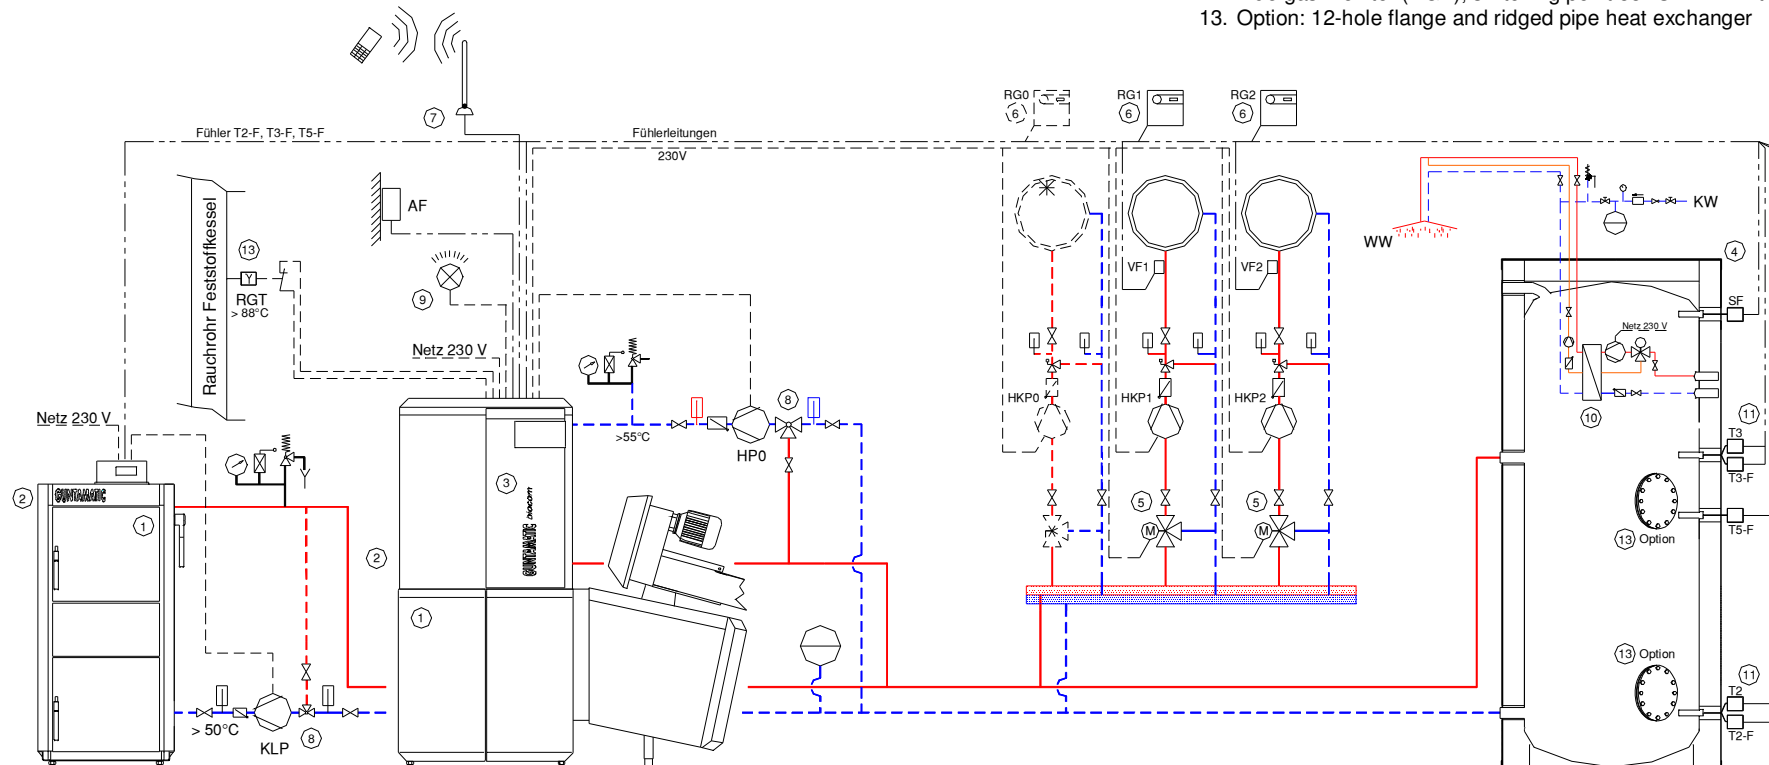 13. Option: 12-hole flange and ridged pipe heat exchanger
RG0
6
RG1
6
RG2
6
7
Fühler T2-F, T3-F, T5-F
Fühlerleitungen
230V
AF
KW
WW
13
RGT
> 88°C
Rauchrohr Feststoffkessel
9
VF1
VF2
4
SF
Netz 230 V
Netz 230 V
8
>55°C
HP0
HKP0
HKP1
HKP2
10
11
T3
T3-F
T5-F
Netz 230 V
2
GUNTAMATIC
1
3
GUNTAMATIC biocom
2
5
M
5
M
13 Option
1
13 Option
11
T2
T2-F
> 50°C
KLP
8